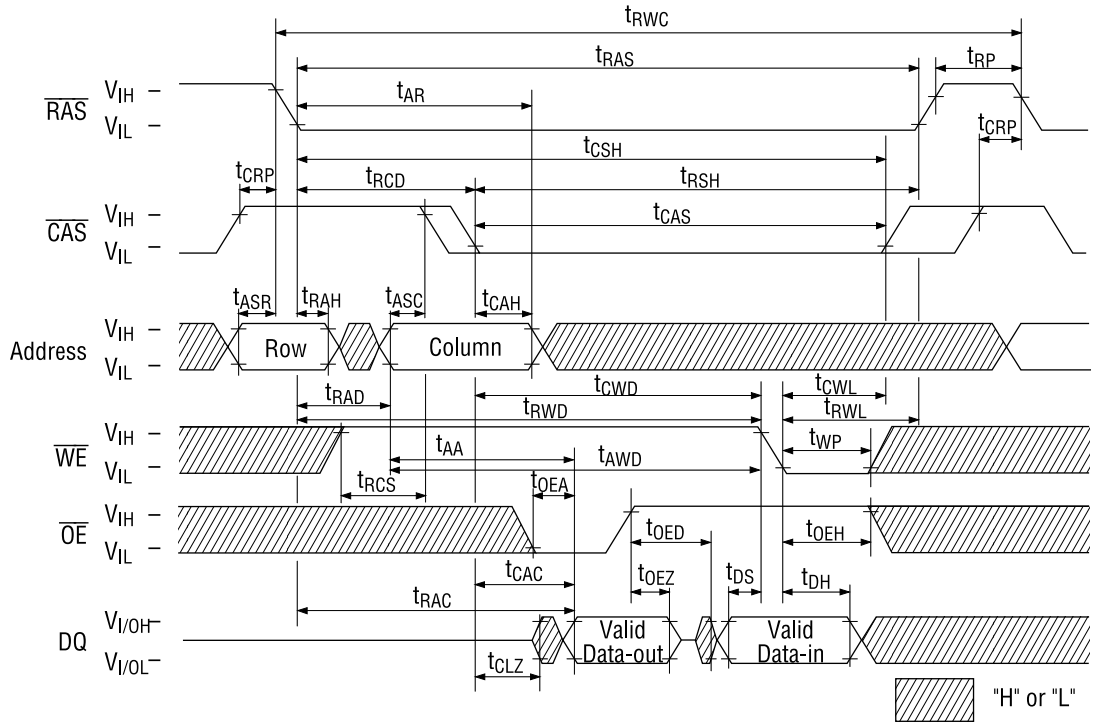 tRWC
tRAS
tRP
VIH
RAS
tAR
VIL
tCSH
tCRP
tCRP
tRCD
tRSH
VIH
CAS
tCAS
VIL
tASR
tRAH
tASC
tCAH
VIH
Address
Row
Column
VIL
tRAD
tCWD
tCWL
tRWD
tRWL
VIH
WE
tAA
tWP
VIL
tAWD
tRCS
tOEA
VIH
OE
tOED
tOEH
VIL
tCAC
tOEZ
tDS
tDH
tRAC
VI/OH
DQ
Valid
Data-out
Valid
Data-in
VI/OL
tCLZ
"H" or "L"